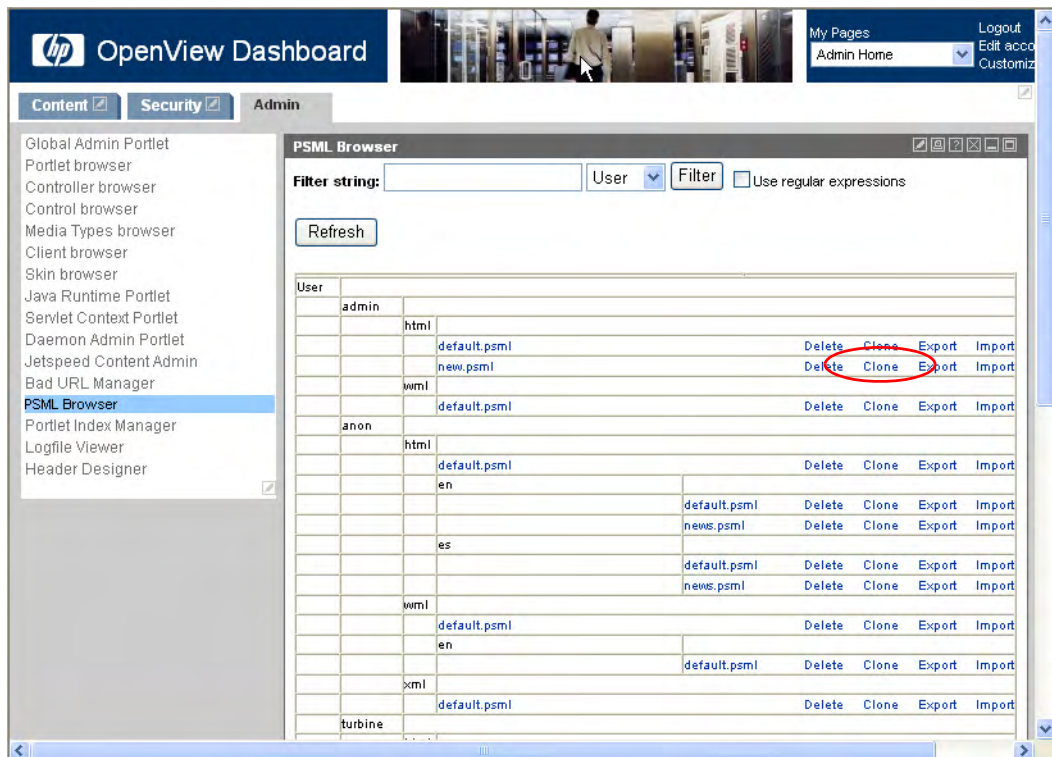 hp OpenView Dashboard
My Pages
Admin Home
Logout
Edit acco
Customiz
Content Security Admin
Global Admin Portlet
Portlet browser
Controller browser
Control browser
Media Types browser
Client browser
Skin browser
Java Runtime Portlet
Servlet Context Portlet
Daemon Admin Portlet
Jetspeed Content Admin
Bad URL Manager
PSML Browser
Portlet Index Manager
Logfile Viewer
Header Designer
PSML Browser
Filter string: User Filter Use regular expressions
Refresh
User
admin
html
default.psml Delete Clone Export Import
new.psml Delete Clone Export Import
wml
default.psml Delete Clone Export Import
anon
html
default.psml Delete Clone Export Import
en
default.psml Delete Clone Export Import
news.psml Delete Clone Export Import
es
default.psml Delete Clone Export Import
news.psml Delete Clone Export Import
wml
default.psml Delete Clone Export Import
en
default.psml Delete Clone Export Import
xml
default.psml Delete Clone Export Import
turbine